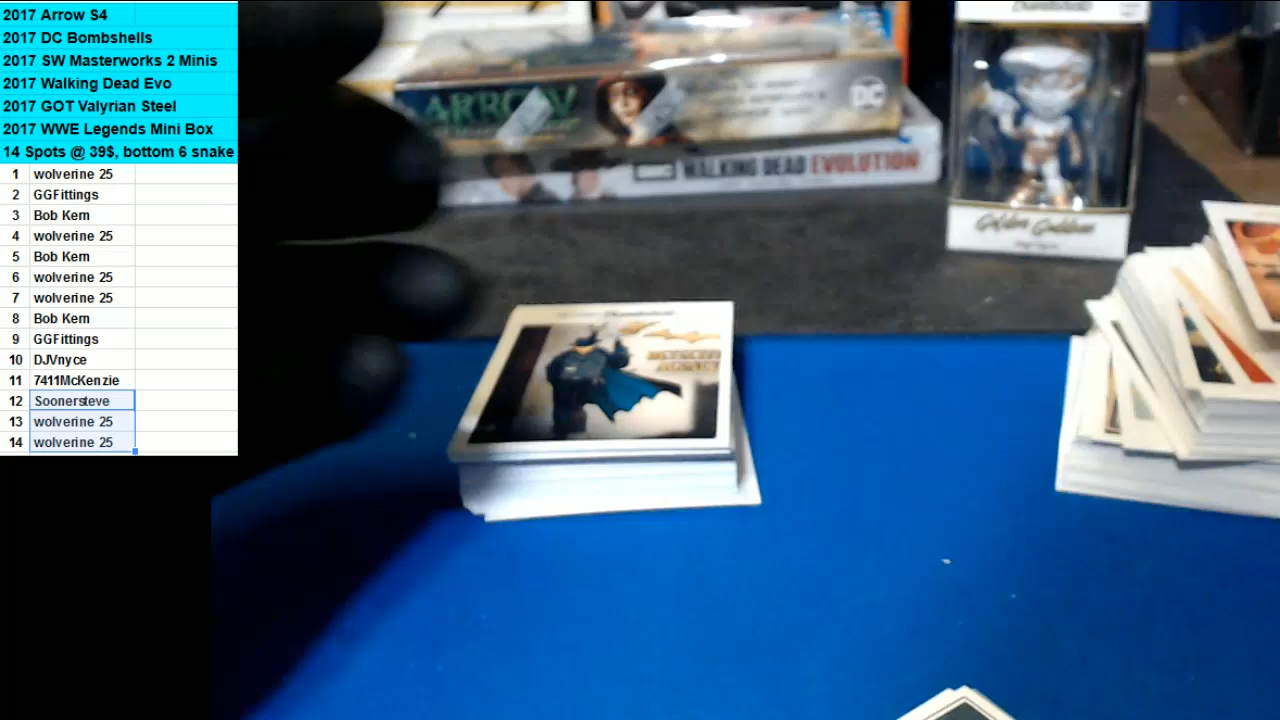 2017 Arrow S4
2017 DC Bombshells
2017 SW Masterworks 2 Minis
2017 Walking Dead Evo
2017 GOT Valyrian Steel
2017 WWE Legends Mini Box
14 Spots @ 39$, bottom 6 snake
1 wolverine 25
2 GGFittings
3 Bob Kern
4 wolverine 25
5 Bob Kern
6 wolverine 25
7 wolverine 25
8 Bob Kern
9 GGFittings
10 DJVnyce
11 7411McKenzie
12 Soonersteve
13 wolverine 25
14 wolverine 25
ARROW
DC
WALKING DEAD EVOLUTION
Golden Goddess